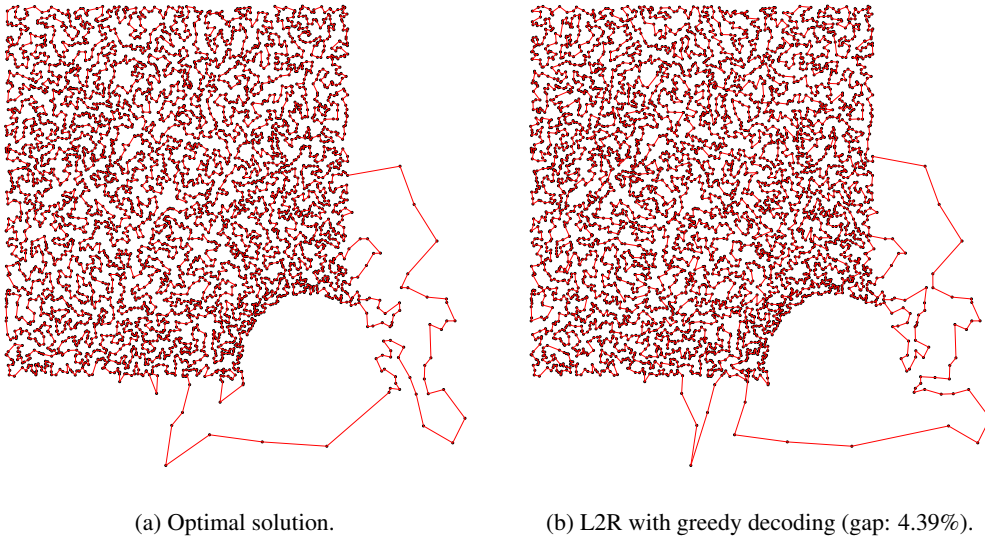 (a) Optimal solution.
(b) L2R with greedy decoding (gap: 4.39%).